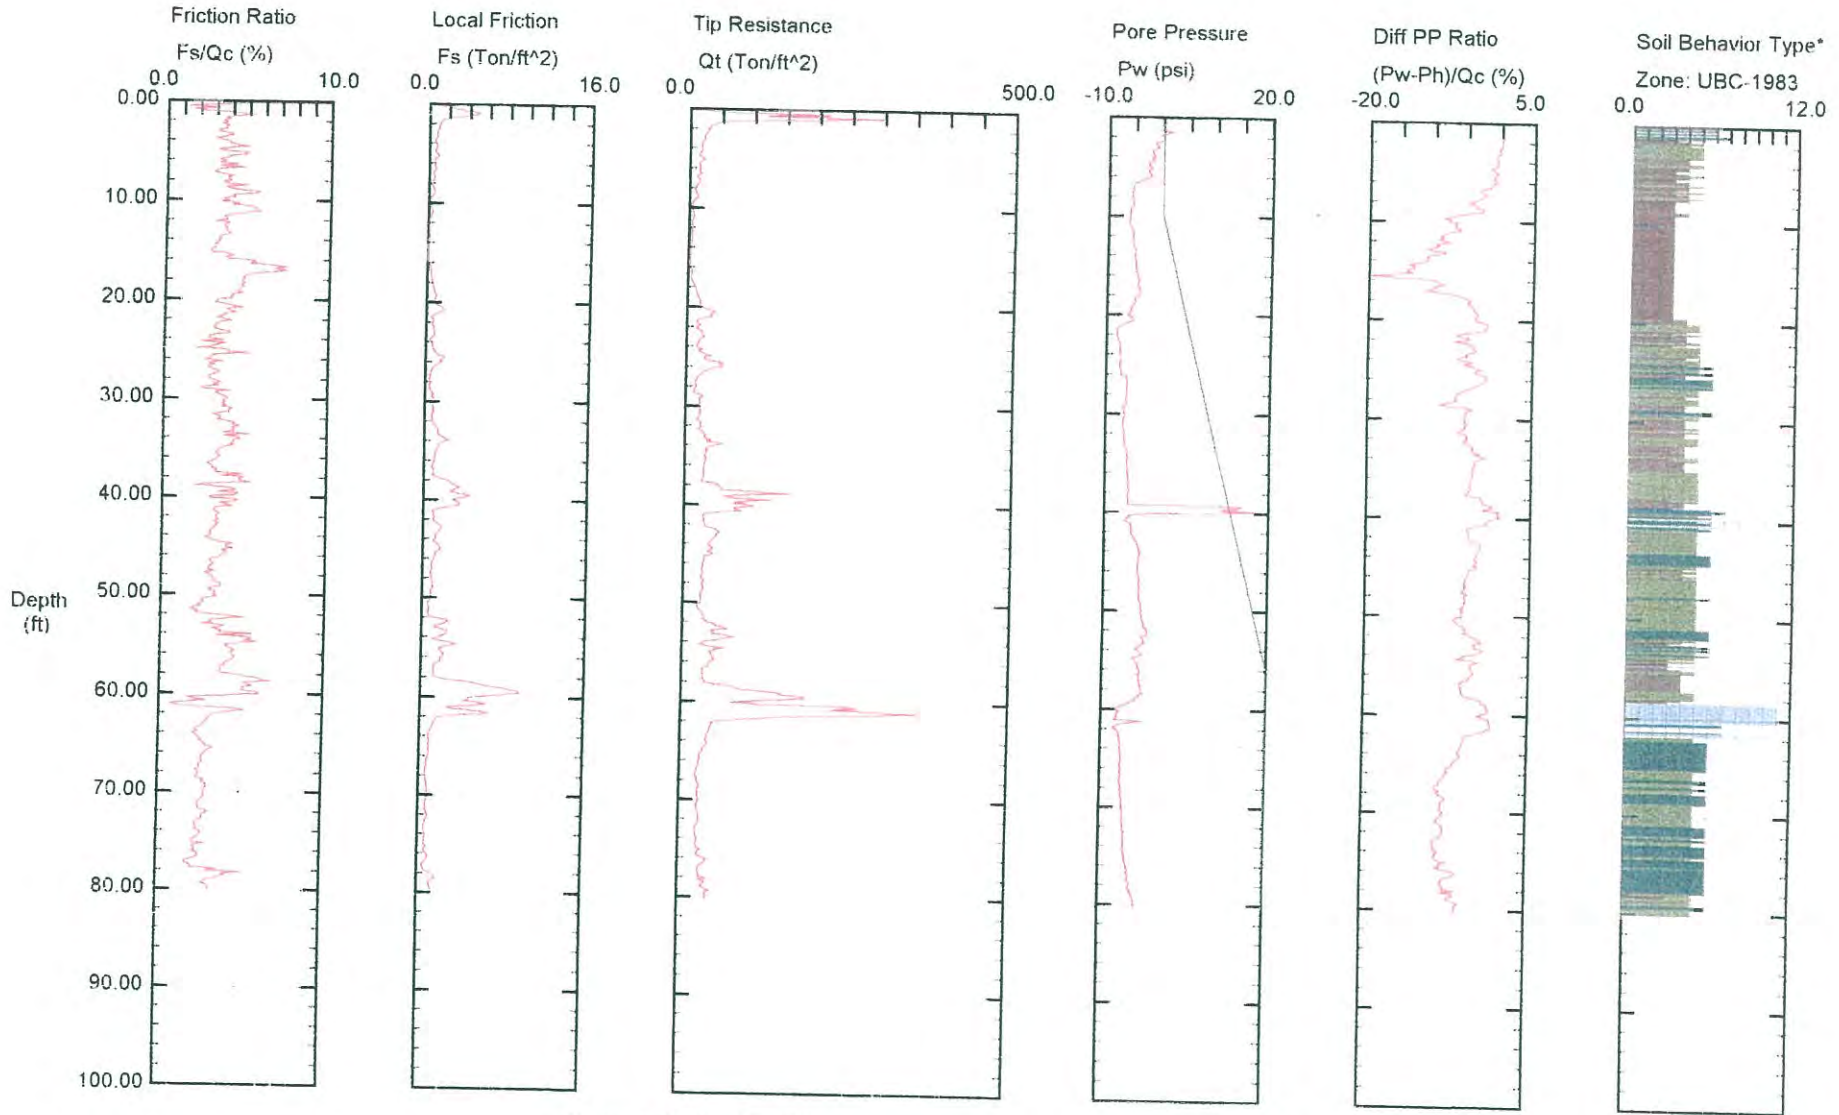 Friction Ratio
Fs/Qc (%)
0.0 10.0
Local Friction
Fs (Ton/ft^2)
0.0 16.0
Tip Resistance
Qt (Ton/ft^2)
0.0 500.0
Pore Pressure
Pw (psi)
-10.0 20.0
Diff PP Ratio
(Pw-Ph)/Qc (%)
-20.0 5.0
Soil Behavior Type*
Zone: UBC-1983
0.0 12.0
0.00
10.00
20.00
30.00
40.00
50.00
Depth
(ft)
60.00
70.00
80.00
90.00
100.00